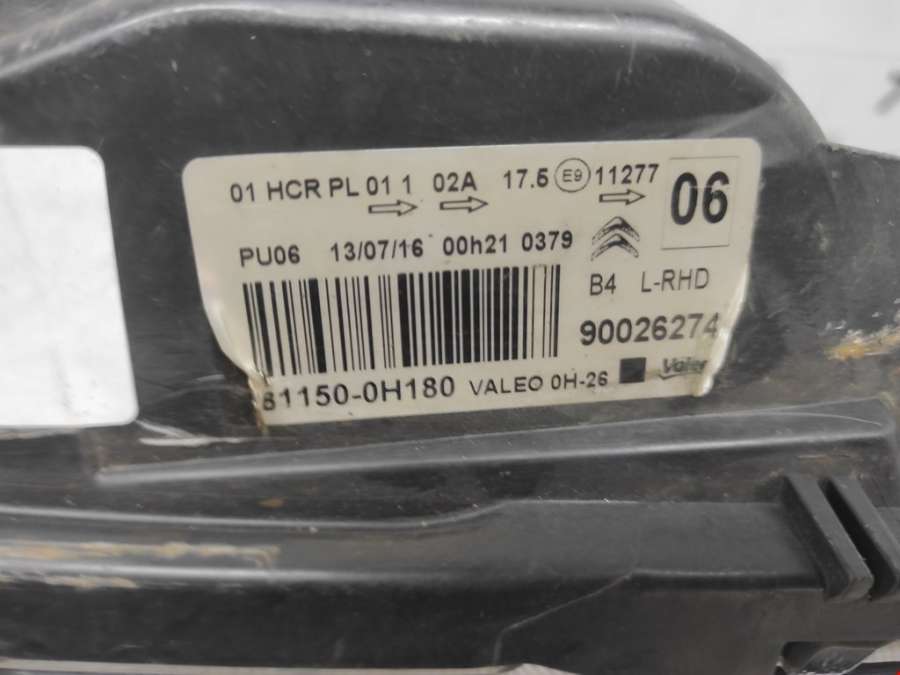 01 HCR PL 01 1 02A 17.5 E9 11277 06
PU06 13/07/16 00h21 0379
B4 L-RHD
90026274
81150-0H180 VALEO 0H-26 Valeo